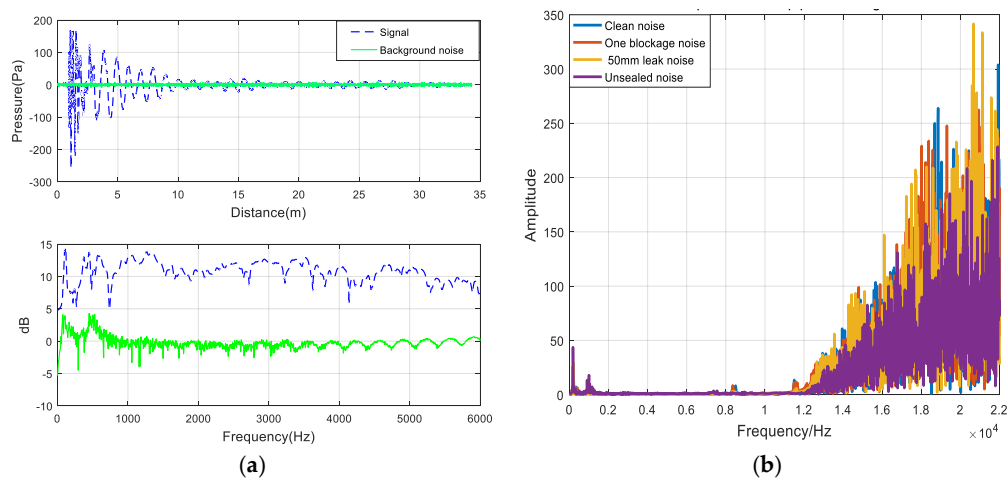 200
100
0
-100
-200
-300
Pressure(Pa)
Signal
Background noise
0 5 10 15 20 25 30 35
Distance(m)
15
10
5
0
-5
-10
dB
0 1000 2000 3000 4000 5000 6000
Frequency(Hz)
(a)
350
300
250
200
150
100
50
0
Amplitude
Clean noise
One blockage noise
50mm leak noise
Unsealed noise
0 0.2 0.4 0.6 0.8 1 1.2 1.4 1.6 1.8 2 2.2
Frequency/Hz
× 10⁴
(b)